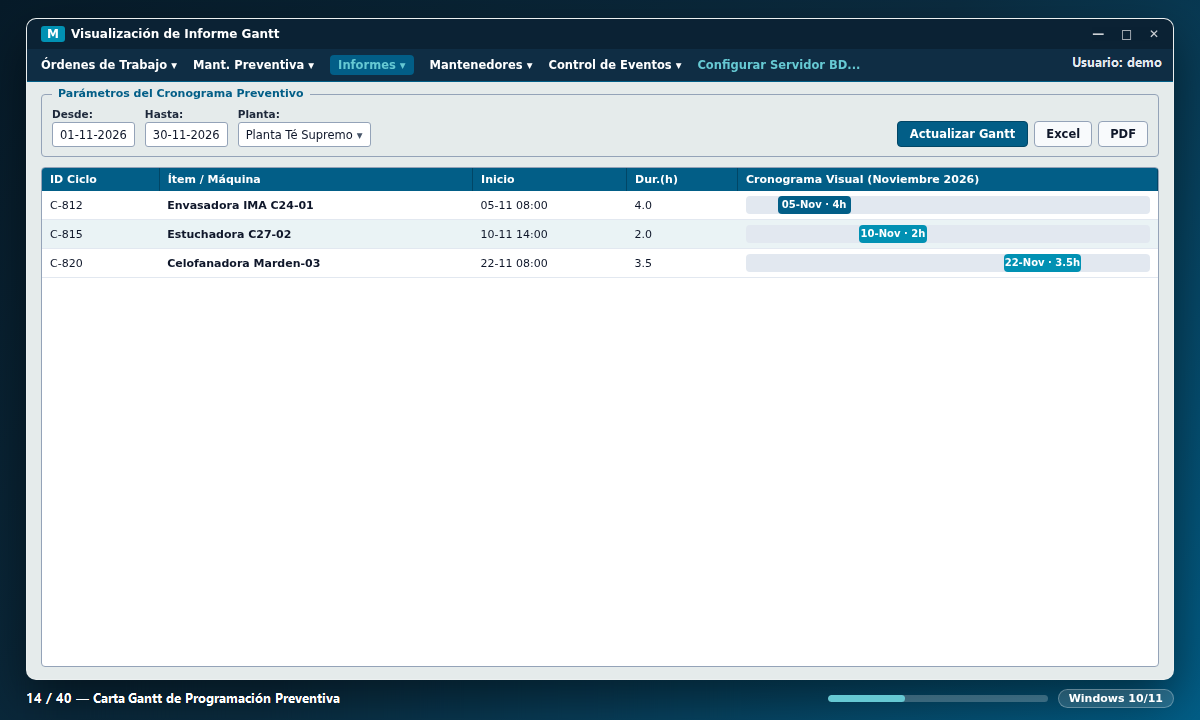 M Visualización de Informe Gantt
Órdenes de Trabajo ▾ Mant. Preventiva ▾ Informes ▾ Mantenedores ▾ Control de Eventos ▾ Configurar Servidor BD... Usuario: demo
Parámetros del Cronograma Preventivo
Desde: Hasta: Planta:
01-11-2026 30-11-2026 Planta Té Supremo ▾ Actualizar Gantt Excel PDF
ID Ciclo Ítem / Máquina Inicio Dur.(h) Cronograma Visual (Noviembre 2026)
C-812 Envasadora IMA C24-01 05-11 08:00 4.0 05-Nov · 4h
C-815 Estuchadora C27-02 10-11 14:00 2.0 10-Nov · 2h
C-820 Celofanadora Marden-03 22-11 08:00 3.5 22-Nov · 3.5h
14 / 40 — Carta Gantt de Programación Preventiva Windows 10/11